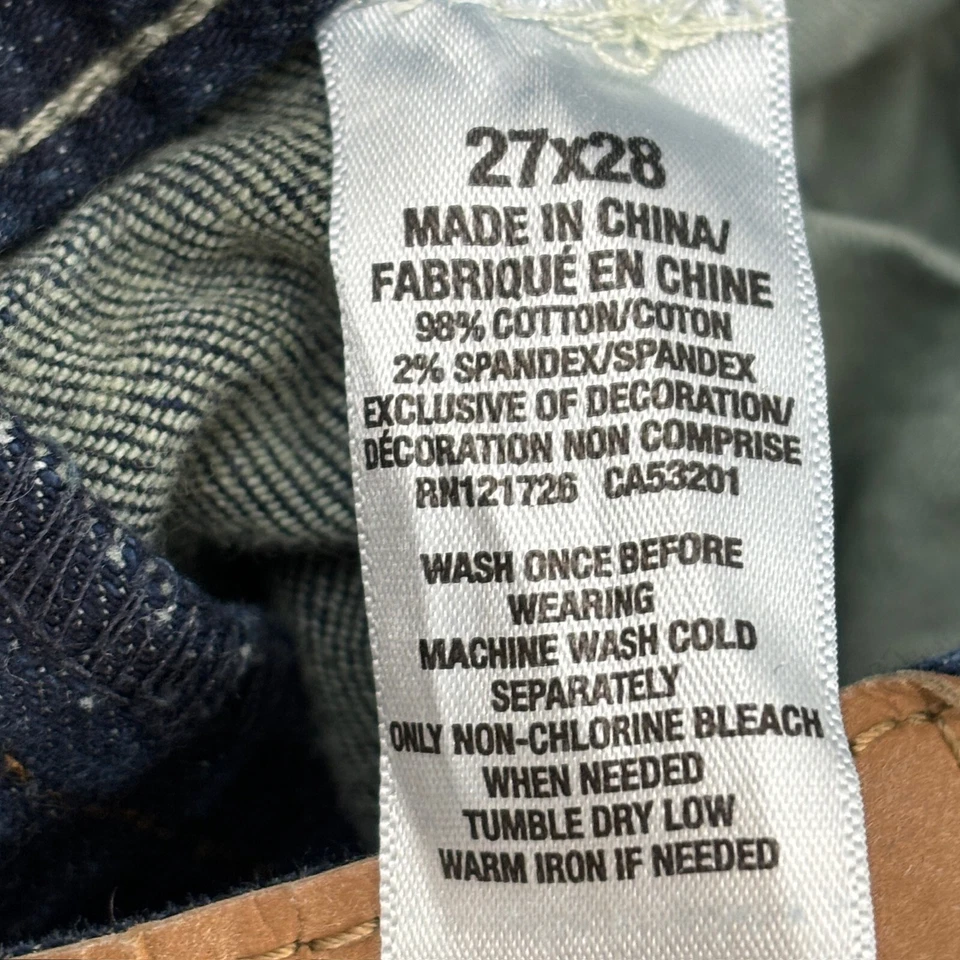 27x28
MADE IN CHINA/
FABRIQUÉ EN CHINE
98% COTTON/COTON
2% SPANDEX/SPANDEX
EXCLUSIVE OF DECORATION/
DÉCORATION NON COMPRISE
RN121726 CA53201
WASH ONCE BEFORE
WEARING
MACHINE WASH COLD
SEPARATELY
ONLY NON-CHLORINE BLEACH
WHEN NEEDED
TUMBLE DRY LOW
WARM IRON IF NEEDED